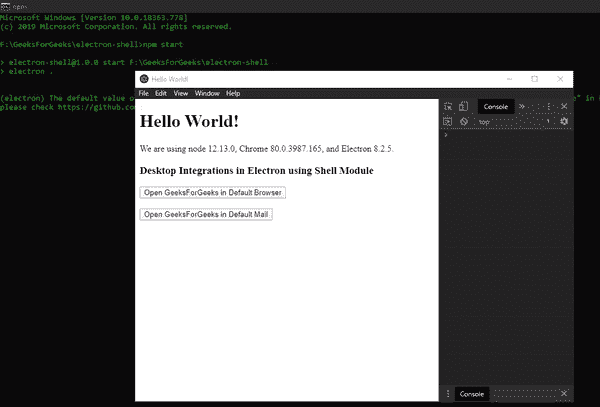 npm
Microsoft Windows [Version 10.0.18363.778]
(c) 2019 Microsoft Corporation. All rights reserved.
F:\GeeksForGeeks\electron-shell>npm start
> electron-shell@1.0.0 start F:\GeeksForGeeks\electron-shell
> electron .
(electron) The default value o
e" in
please check https://github.co
Hello World!
File Edit View Window Help
Hello World!
We are using node 12.13.0, Chrome 80.0.3987.165, and Electron 8.2.5.
Desktop Integrations in Electron using Shell Module
Open GeeksForGeeks in Default Browser
Open GeeksForGeeks in Default Mail
Console »
top
Console